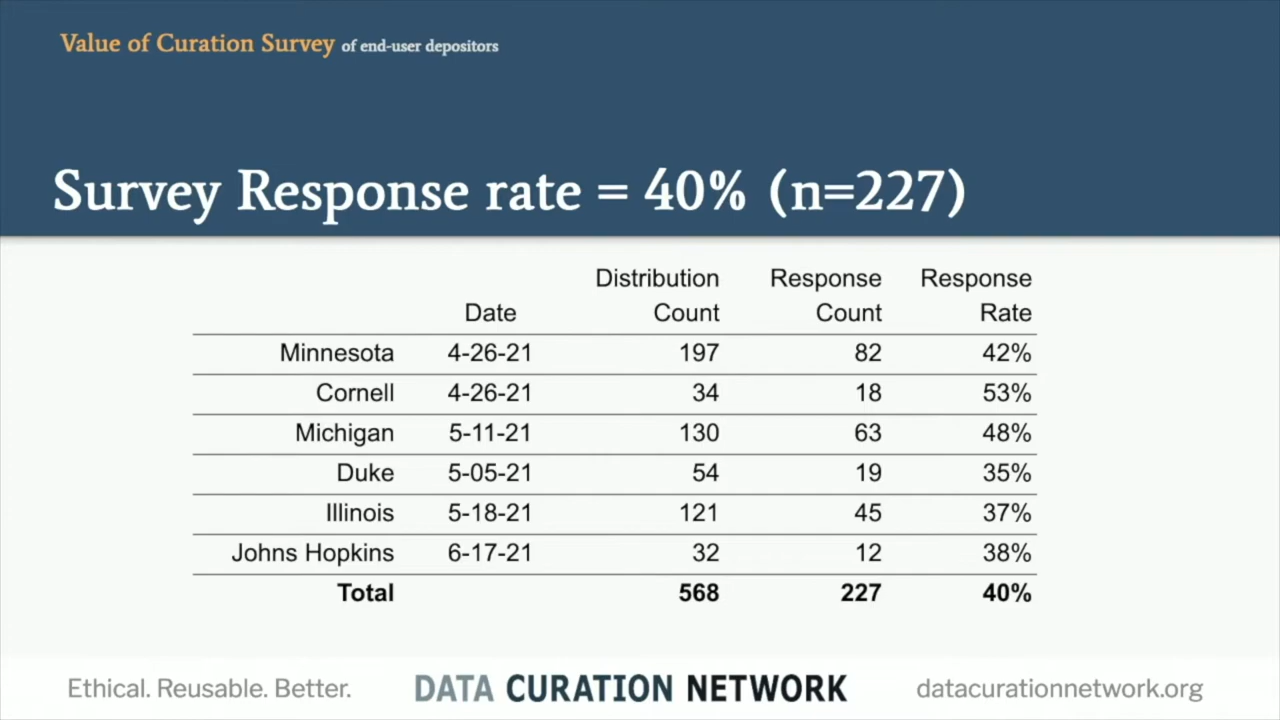 Value of Curation Survey of end-user depositors
Survey Response rate = 40% (n=227)
Distribution Response Response
Date Count Count Rate
Minnesota 4-26-21 197 82 42%
Cornell 4-26-21 34 18 53%
Michigan 5-11-21 130 63 48%
Duke 5-05-21 54 19 35%
Illinois 5-18-21 121 45 37%
Johns Hopkins 6-17-21 32 12 38%
Total 568 227 40%
Ethical. Reusable. Better. DATA CURATION NETWORK datacurationnetwork.org